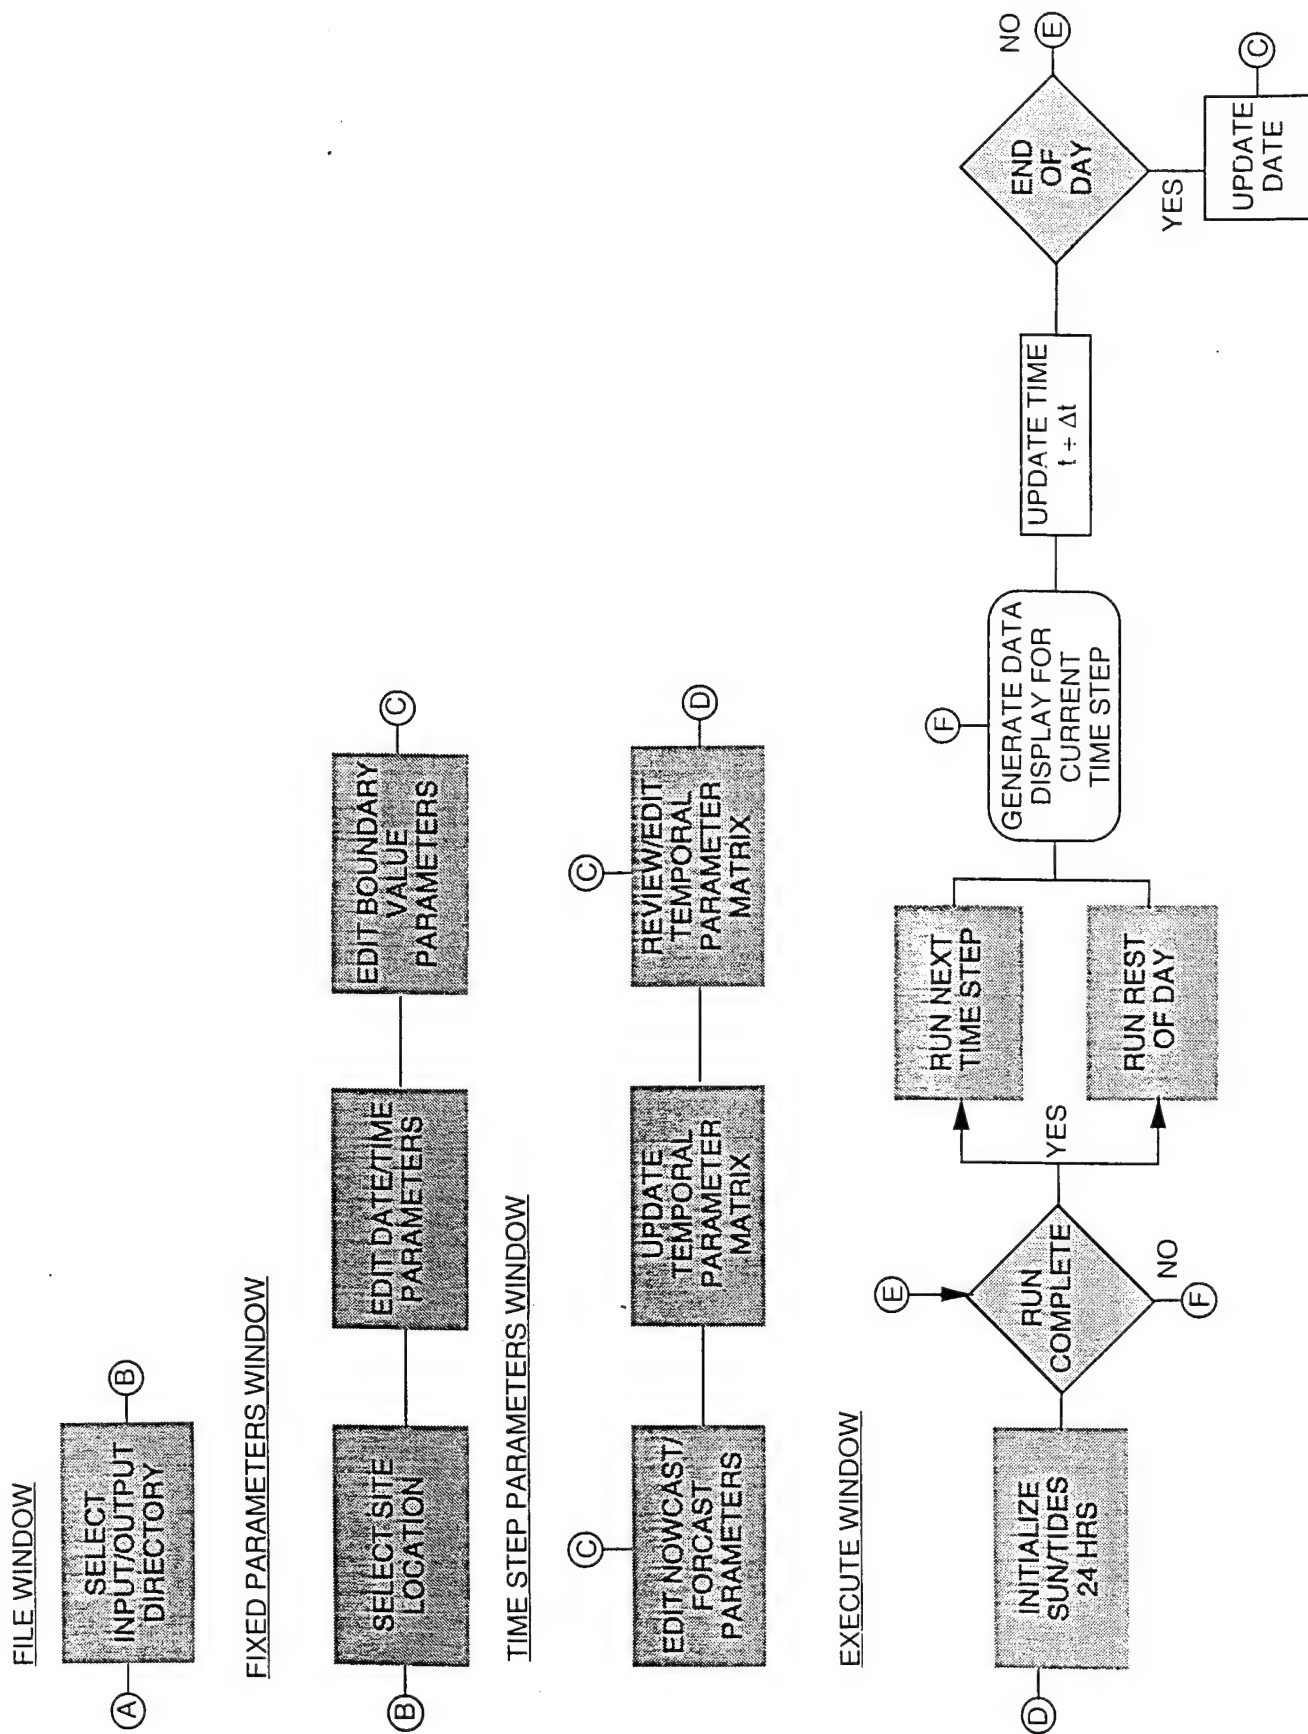 FILE WINDOW
A
SELECT
INPUT/OUTPUT
DIRECTORY
B
FIXED PARAMETERS WINDOW
B
SELECT SITE
LOCATION
EDIT DATE/TIME
PARAMETERS
EDIT BOUNDARY
VALUE
PARAMETERS
C
TIME STEP PARAMETERS WINDOW
C
EDIT NOWCAST/
FORCAST
PARAMETERS
UPDATE
TEMPORAL
PARAMETER
MATRIX
C
REVIEW/EDIT
TEMPORAL
PARAMETER
MATRIX
D
EXECUTE WINDOW
D
INITIALIZE
SUN/TIDES
24 HRS
E
RUN
COMPLETE
NO
F
YES
RUN NEXT
TIME STEP
RUN REST
OF DAY
F
GENERATE DATA
DISPLAY FOR
CURRENT
TIME STEP
UPDATE TIME
t ÷ Δt
END
OF
DAY
NO
E
YES
UPDATE
DATE
C